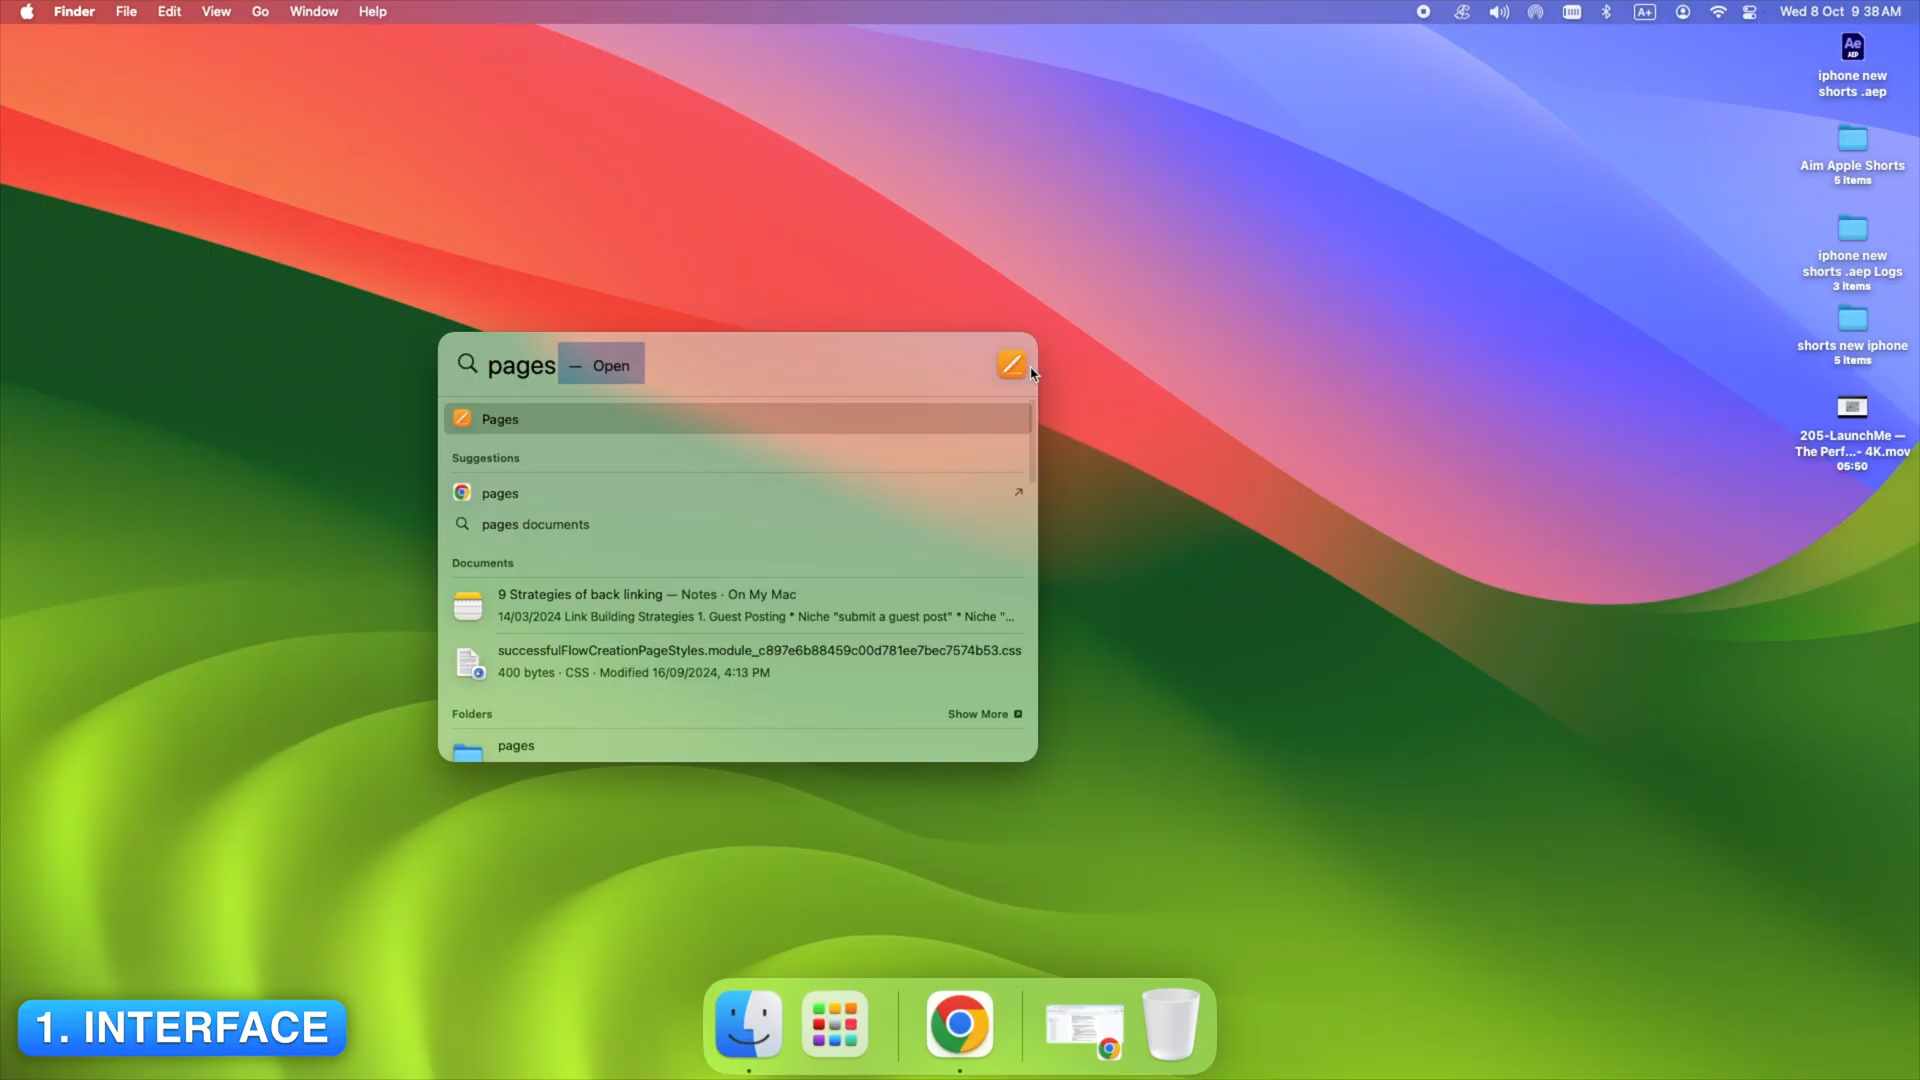 Finder File Edit View Go Window Help
A+ Wed 8 Oct 9 38 AM
Ae
AEP
iphone new
shorts .aep
Aim Apple Shorts
5 items
iphone new
shorts .aep Logs
3 items
shorts new iphone
5 items
205-LaunchMe —
The Perf...- 4K.mov
05:50
pages — Open
Pages
Suggestions
pages
pages documents
Documents
9 Strategies of back linking — Notes · On My Mac
14/03/2024 Link Building Strategies 1. Guest Posting * Niche "submit a guest post" * Niche "...
successfulFlowCreationPageStyles.module_c897e6b88459c00d781ee7bec7574b53.css
400 bytes · CSS · Modified 16/09/2024, 4:13 PM
Folders Show More
pages
1. INTERFACE